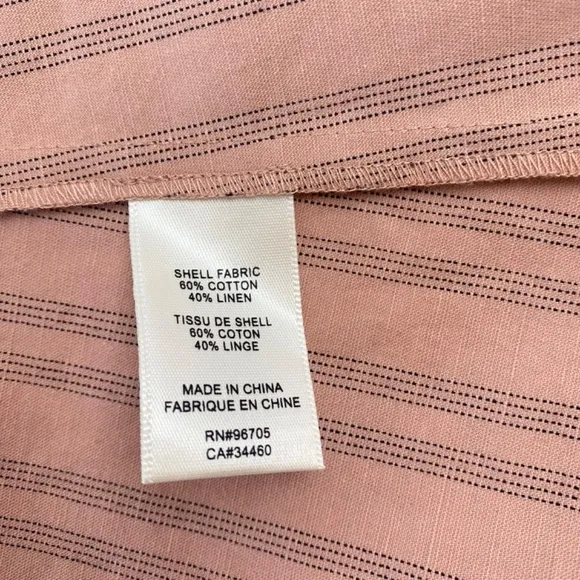 SHELL FABRIC
60% COTTON
40% LINEN
TISSU DE SHELL
60% COTON
40% LINGE
MADE IN CHINA
FABRIQUE EN CHINE
RN#96705
CA#34460